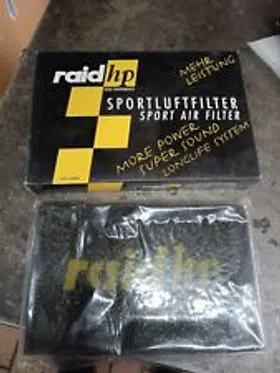 raid hp
MEHR
LEISTUNG
SPORTLUFTFILTER
SPORT AIR FILTER
MORE POWER
SUPER SOUND
LONGLIFE SYSTEM
raid hp